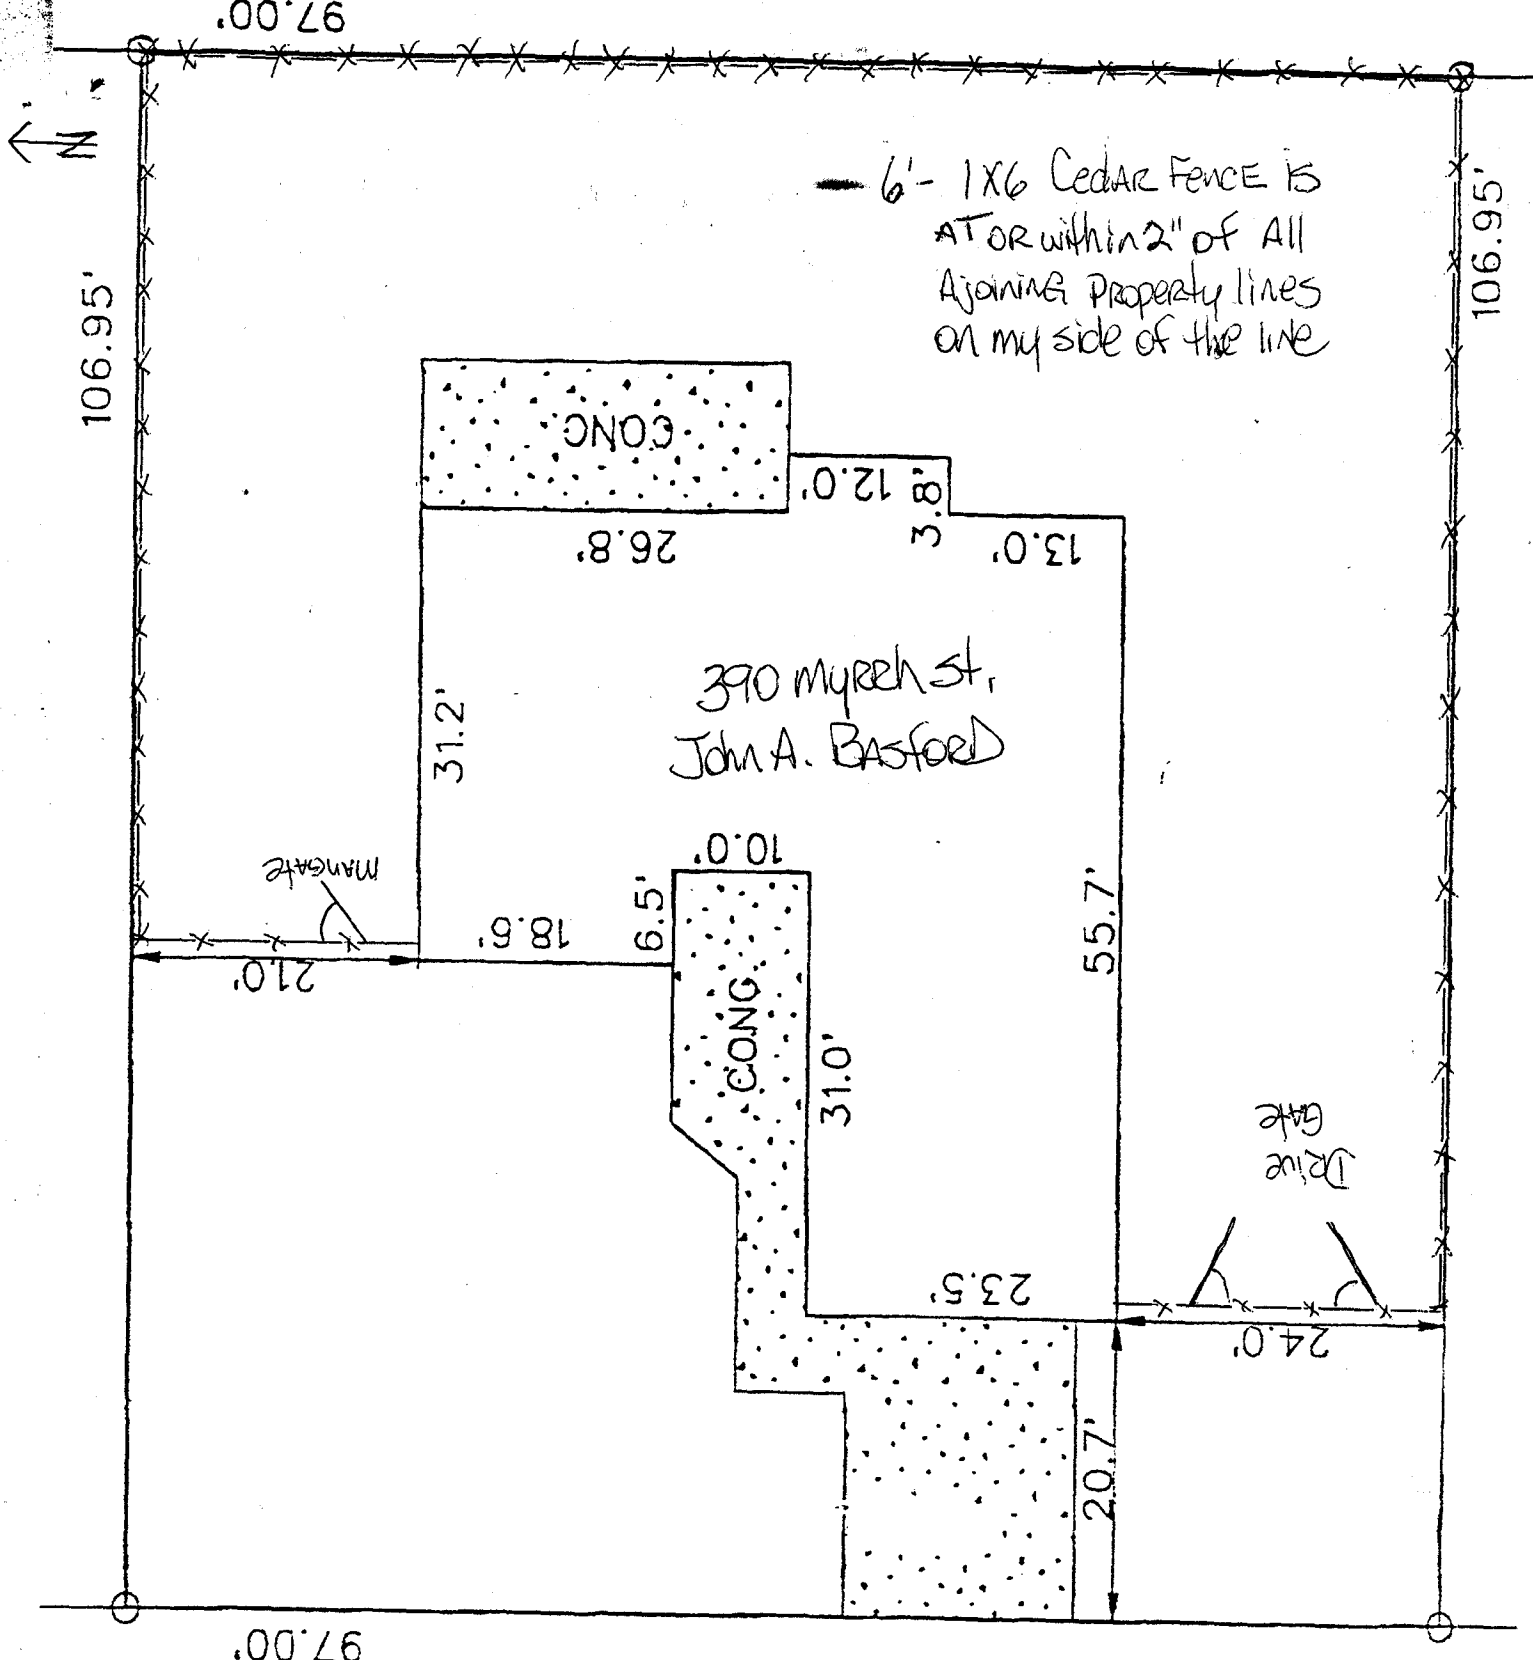 97.00'
N
6'- 1X6 CedAR FeNCE is
AT OR within 2" of All
Ajoining Property lines
on my side of the line
106.95'
106.95'
CONC.
12.0'
3.8'
26.8'
13.0'
390 Myrrh St.
John A. BASfORD
31.2'
10.0'
MANGAte
6.5'
18.6'
55.7'
21.0'
CONC.
31.0'
DRive
GAte
23.5'
24.0'
20.7'
97.00'